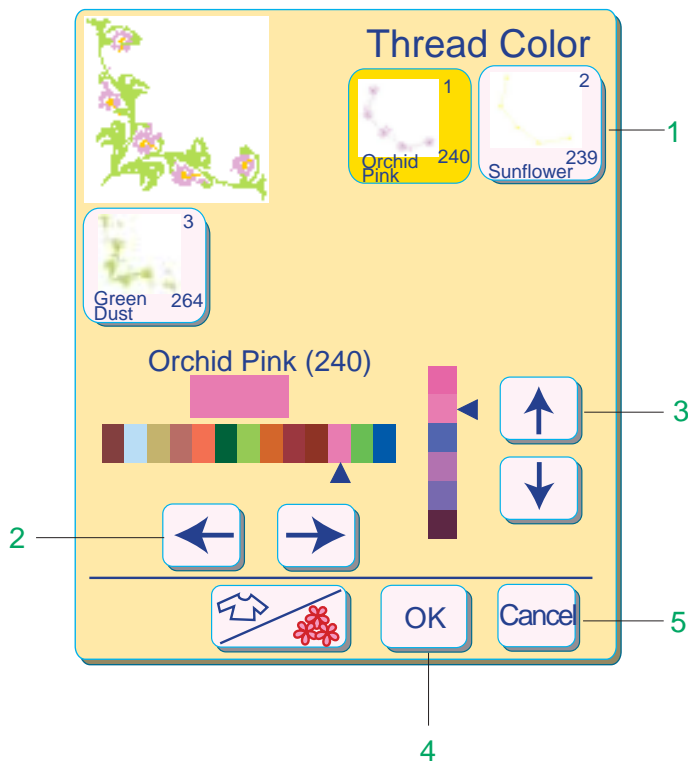 Thread Color
1
Orchid
Pink
240
2
Sunflower
239
1
3
Green
Dust
264
Orchid Pink (240)
3
2
OK
Cancel
5
4